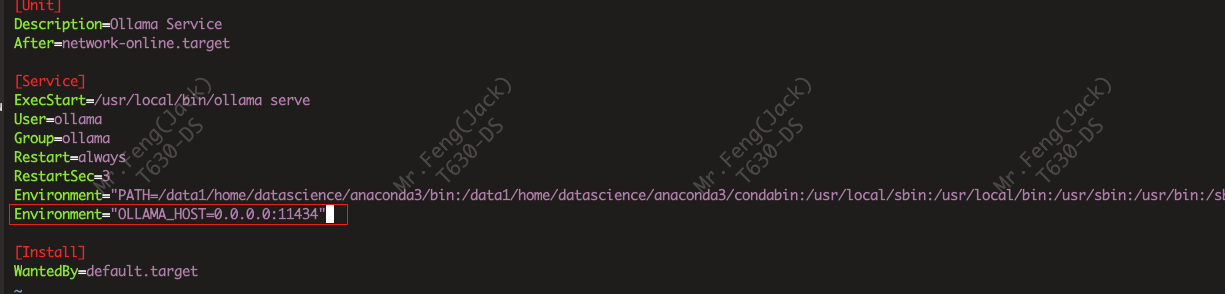 [Unit]
Description=Ollama Service
After=network-online.target
[Service]
ExecStart=/usr/local/bin/ollama serve
User=ollama
Group=ollama
Restart=always
RestartSec=3
Environment="PATH=/data1/home/datascience/anaconda3/bin:/data1/home/datascience/anaconda3/condabin:/usr/local/sbin:/usr/local/bin:/usr/sbin:/usr/bin:/sb
Environment="OLLAMA_HOST=0.0.0.0:11434"
[Install]
WantedBy=default.target
~
Mr.Feng(Jack)
T630-DS
Mr.Feng(Jack)
T630-DS
Mr.Feng(Jack)
T630-DS
Mr.Feng(Jack)
T630-DS